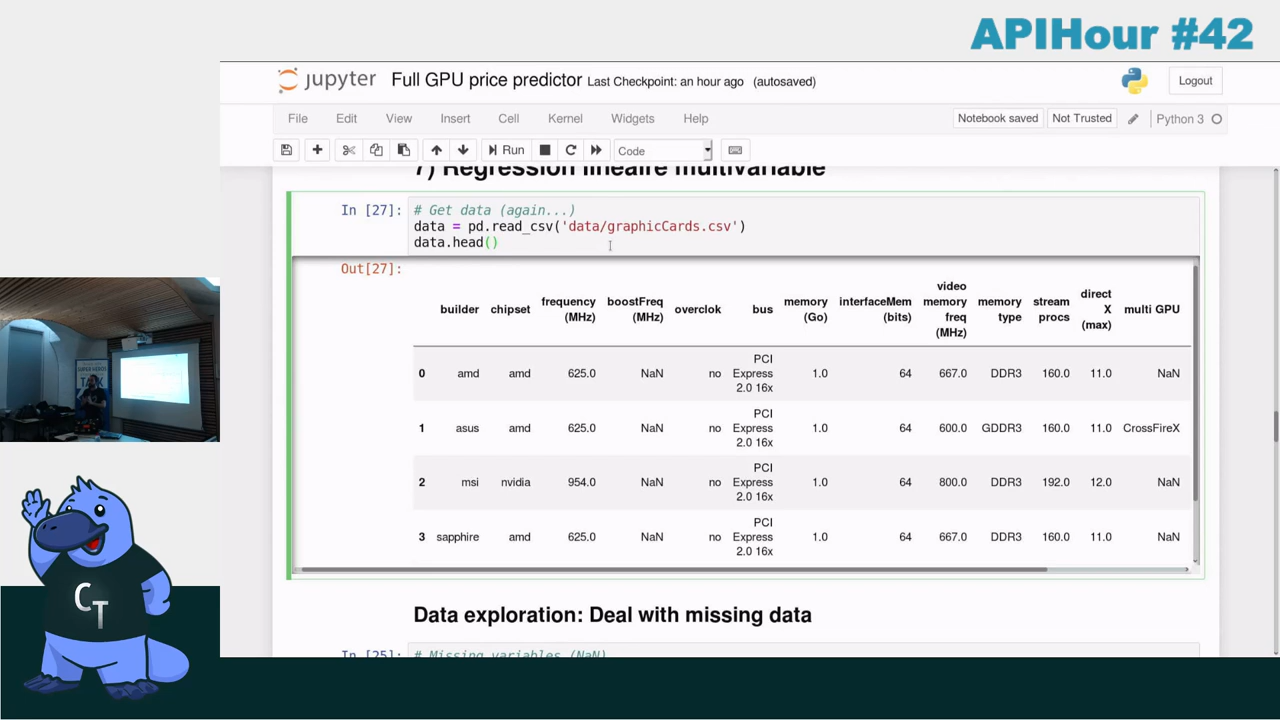 APIHour #42
jupyter Full GPU price predictor Last Checkpoint: an hour ago (autosaved) Logout
File Edit View Insert Cell Kernel Widgets Help Notebook saved Not Trusted Python 3
Run Code
7) Régression linéaire multivariable
In [27]: # Get data (again...)
data = pd.read_csv('data/graphicCards.csv')
data.head()
Out[27]:
builder chipset frequency (MHz) boostFreq (MHz) overclok bus memory (Go) interfaceMem (bits) video memory freq (MHz) memory type stream procs direct X (max) multi GPU
0 amd amd 625.0 NaN no PCI Express 2.0 16x 1.0 64 667.0 DDR3 160.0 11.0 NaN
1 asus amd 625.0 NaN no PCI Express 2.0 16x 1.0 64 600.0 GDDR3 160.0 11.0 CrossFireX
2 msi nvidia 954.0 NaN no PCI Express 2.0 16x 1.0 64 800.0 DDR3 192.0 12.0 NaN
3 sapphire amd 625.0 NaN no PCI Express 2.0 16x 1.0 64 667.0 DDR3 160.0 11.0 NaN
Data exploration: Deal with missing data
In [25]: # Missing variables (NaN)
CT